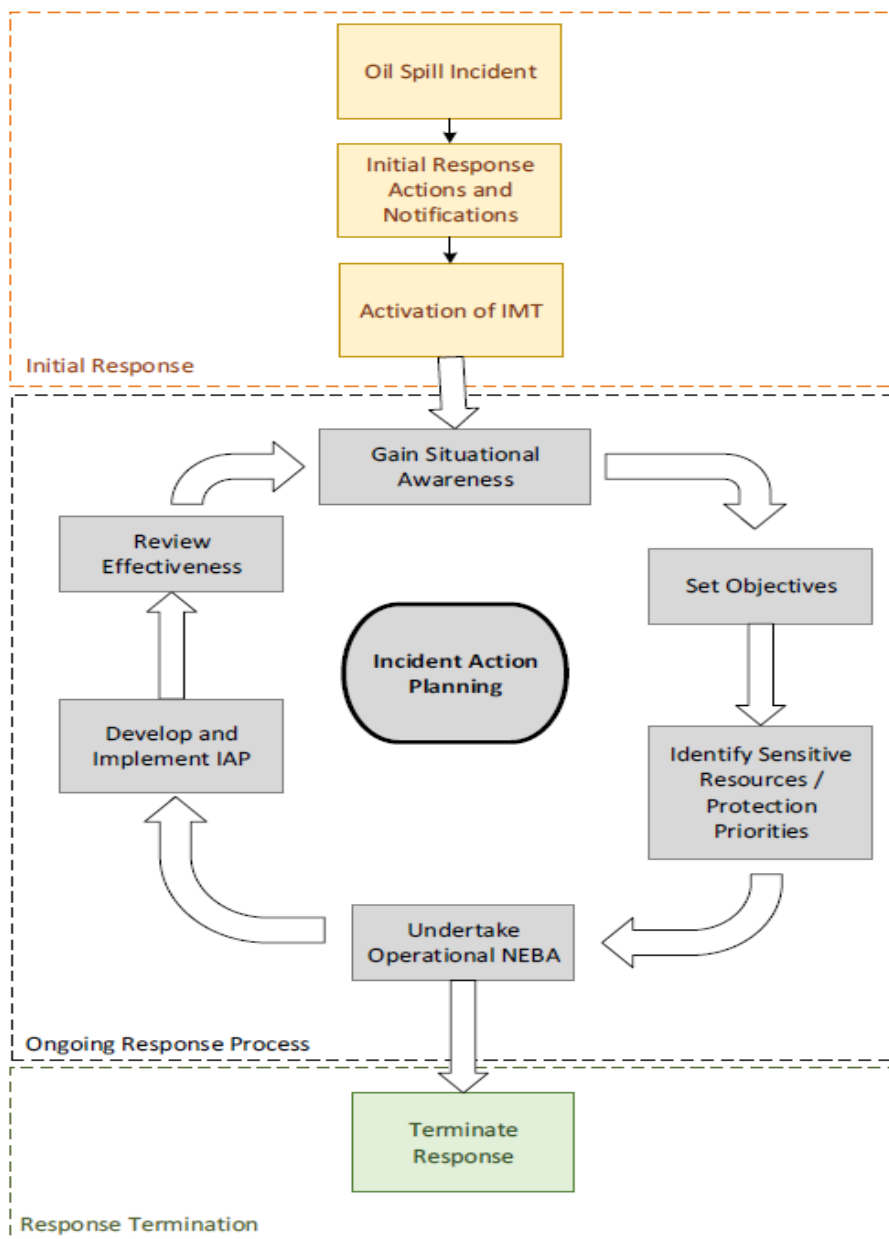 Oil Spill Incident
Initial Response
Actions and
Notifications
Activation of IMT
Initial Response
Gain Situational
Awareness
Review
Effectiveness
Set Objectives
Incident Action
Planning
Develop and
Implement IAP
Identify Sensitive
Resources /
Protection
Priorities
Undertake
Operational NEBA
Ongoing Response Process
Terminate
Response
Response Termination